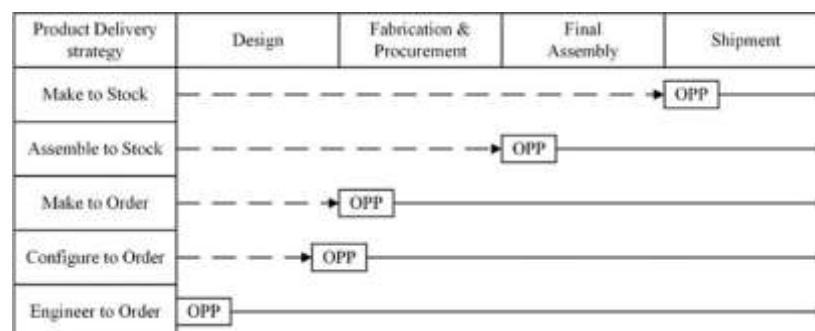 Product Delivery
strategy
Design
Fabrication &
Procurement
Final
Assembly
Shipment
Make to Stock
OPP
Assemble to Stock
OPP
Make to Order
OPP
Configure to Order
OPP
Engineer to Order
OPP